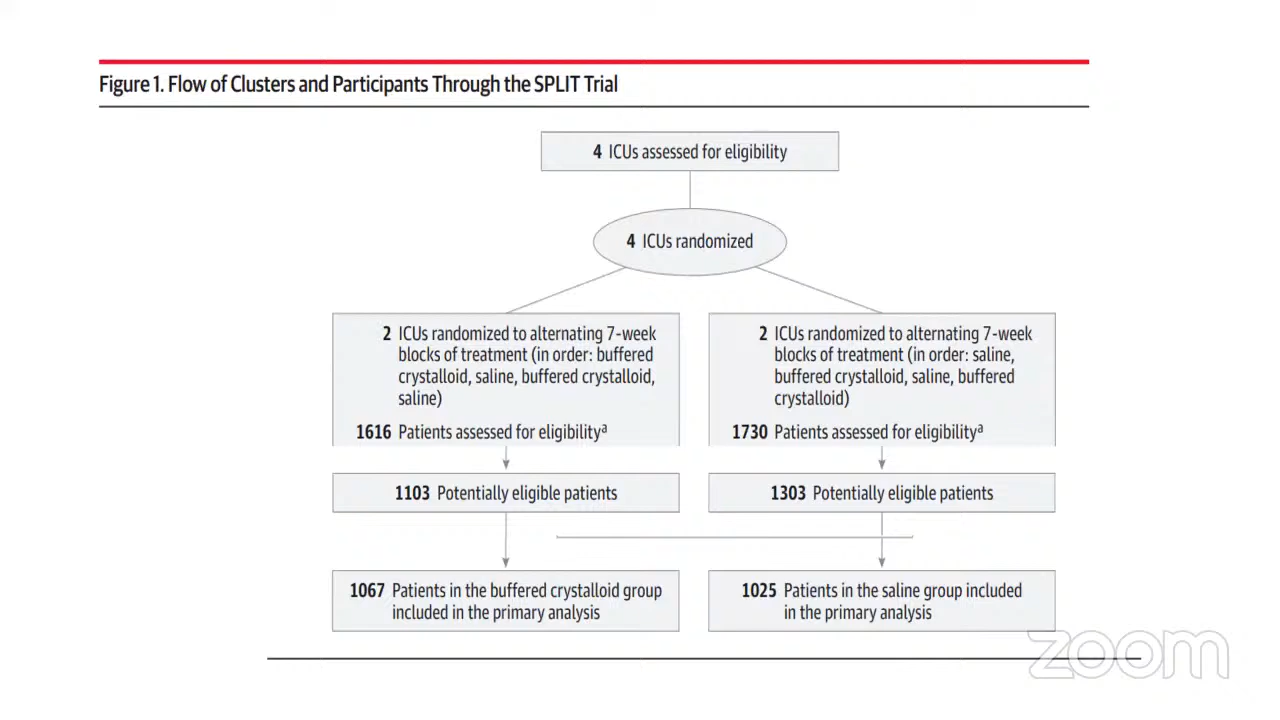 Figure 1. Flow of Clusters and Participants Through the SPLIT Trial
4 ICUs assessed for eligibility
4 ICUs randomized
2 ICUs randomized to alternating 7-week
blocks of treatment (in order: buffered
crystalloid, saline, buffered crystalloid,
saline)
1616 Patients assessed for eligibilityª
2 ICUs randomized to alternating 7-week
blocks of treatment (in order: saline,
buffered crystalloid, saline, buffered
crystalloid)
1730 Patients assessed for eligibilityª
1103 Potentially eligible patients
1303 Potentially eligible patients
1067 Patients in the buffered crystalloid group
included in the primary analysis
1025 Patients in the saline group included
in the primary analysis
zoom